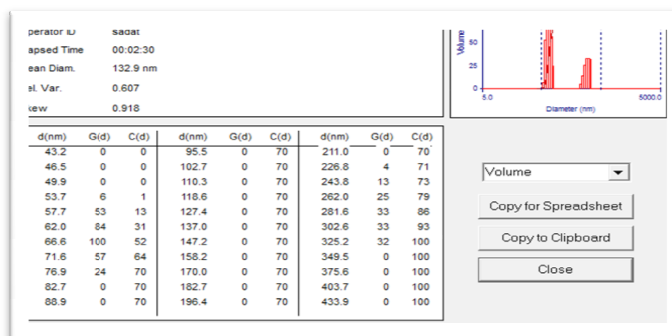 perator ID sadat
apsed Time 00:02:30
ean Diam. 132.9 nm
el. Var. 0.607
kew 0.918
Volume
50
25
0
5.0 5000.0
Diameter (nm)
d(nm) G(d) C(d) d(nm) G(d) C(d) d(nm) G(d) C(d)
43.2 0 0 95.5 0 70 211.0 0 70
46.5 0 0 102.7 0 70 226.8 4 71
49.9 0 0 110.3 0 70 243.8 13 73
53.7 6 1 118.6 0 70 262.0 25 79
57.7 53 13 127.4 0 70 281.6 33 86
62.0 84 31 137.0 0 70 302.6 33 93
66.6 100 52 147.2 0 70 325.2 32 100
71.6 57 64 158.2 0 70 349.5 0 100
76.9 24 70 170.0 0 70 375.6 0 100
82.7 0 70 182.7 0 70 403.7 0 100
88.9 0 70 196.4 0 70 433.9 0 100
Volume
Copy for Spreadsheet
Copy to Clipboard
Close